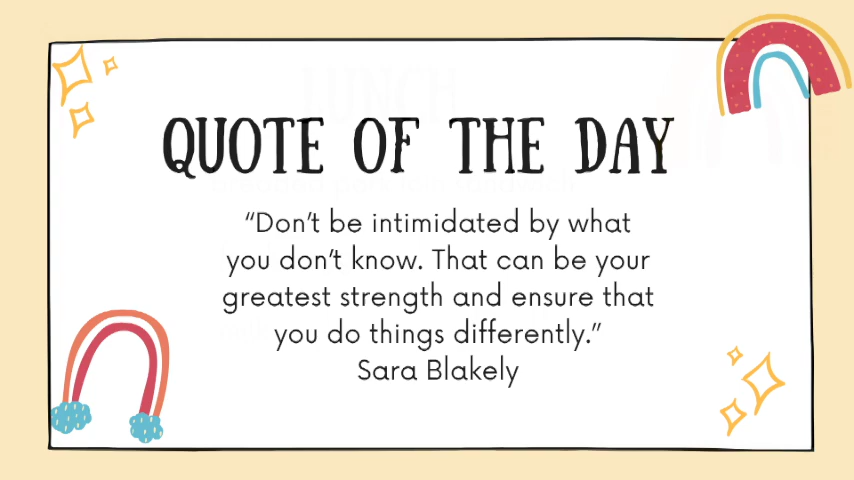 QUOTE OF THE DAY
“Don’t be intimidated by what
you don’t know. That can be your
greatest strength and ensure that
you do things differently.”
Sara Blakely
LUNCH